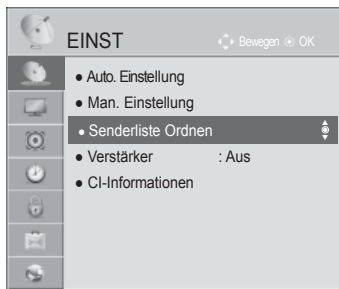 EINST
Bewegen OK
● Auto. Einstellung
● Man. Einstellung
● Senderliste Ordnen
● Verstärker : Aus
● CI-Informationen